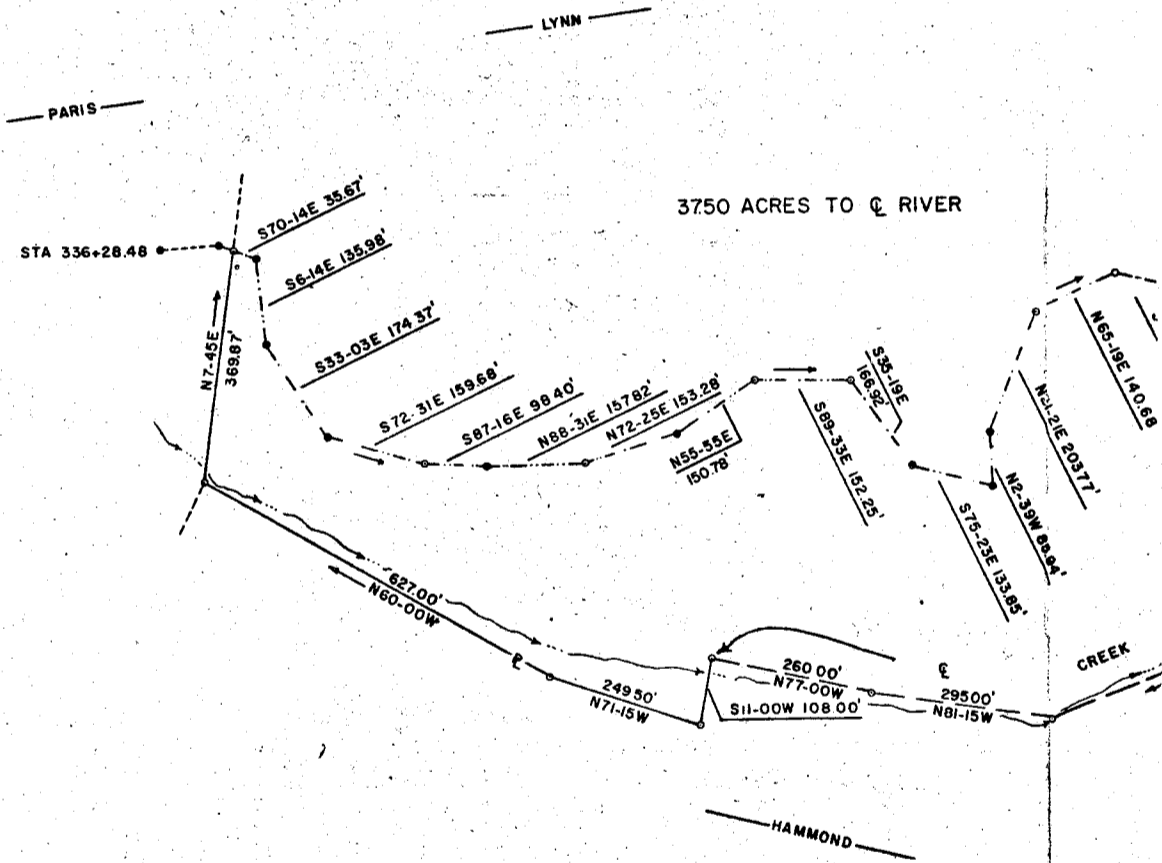 LYNN
PARIS
37.50 ACRES TO ℄ RIVER
STA 336+28.48
S70-14E 35.67'
S6-14E 135.98'
S33-03E 174.37'
N7-45E
369.87'
S72-31E 159.68'
S87-16E 98.40'
N88-31E 157.82'
N72-25E 153.28'
N55-55E
150.78'
S89-33E 152.25'
S35-19E
166.92'
S75-23E 133.85'
N2-39W
N21-21E 203.77'
N65-19E 140.68
627.00'
N60-00W
℄
249.50'
N71-15W
S11-00W 108.00'
260.00'
N77-00W
℄
295.00'
N81-15W
CREEK
HAMMOND